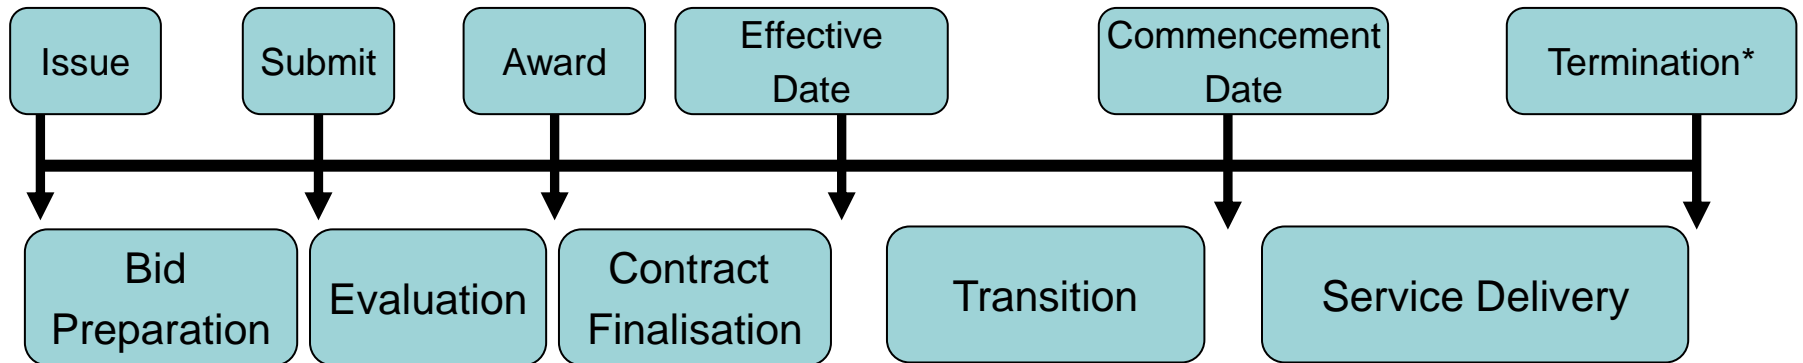 Issue
Submit
Award
Effective
Date
Commencement
Date
Termination*
Bid
Preparation
Evaluation
Contract
Finalisation
Transition
Service Delivery